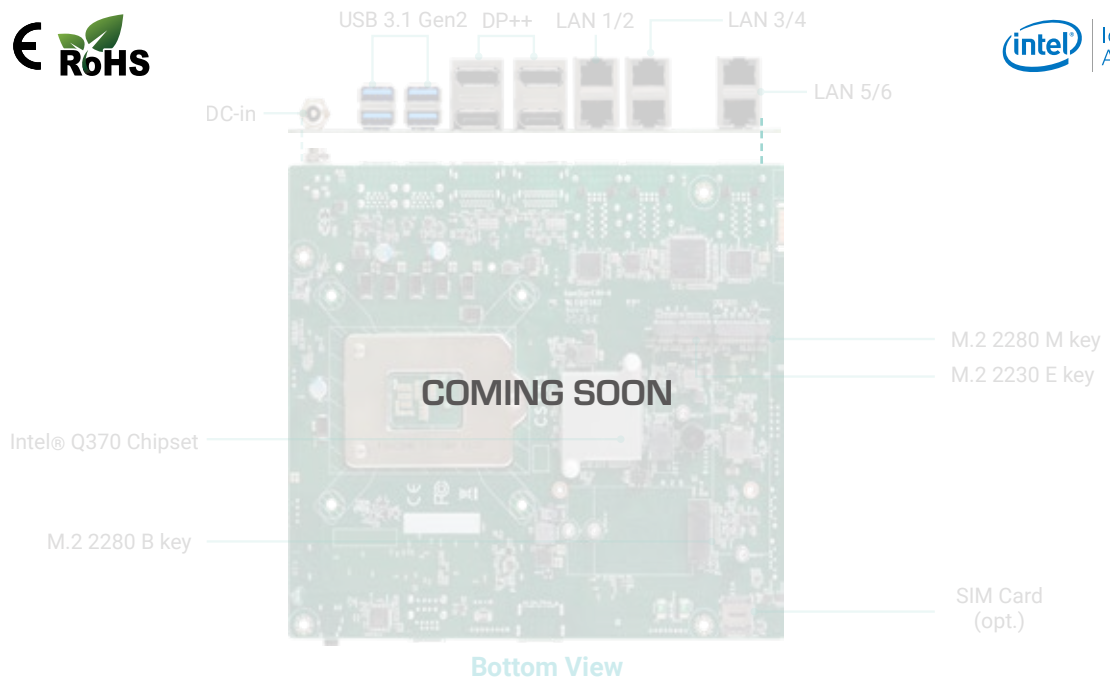 CE
RoHS
intel
USB 3.1 Gen2
DP++
LAN 1/2
LAN 3/4
LAN 5/6
DC-in
M.2 2280 M key
M.2 2230 E key
COMING SOON
Intel® Q370 Chipset
M.2 2280 B key
SIM Card
(opt.)
Bottom View